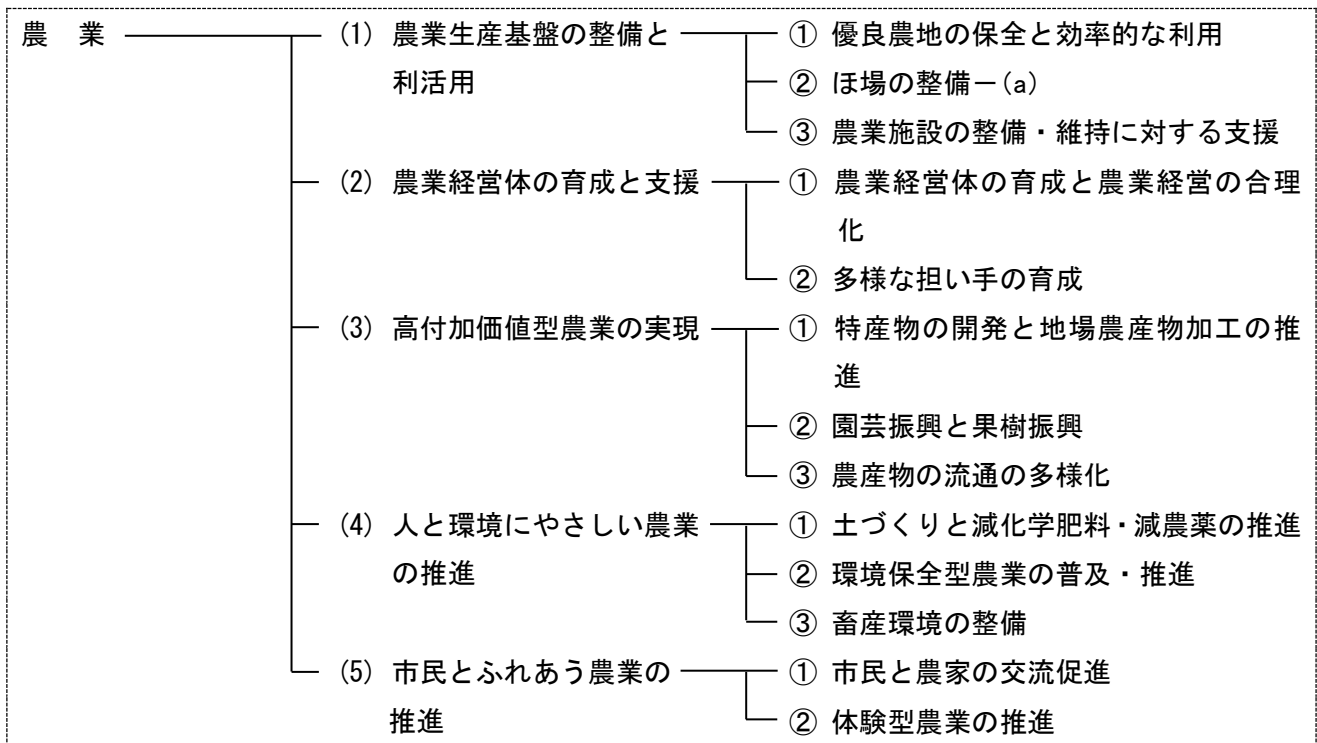 農　業　(1) 農業生産基盤の整備と　① 優良農地の保全と効率的な利用
利活用　② ほ場の整備－(a)
③ 農業施設の整備・維持に対する支援
(2) 農業経営体の育成と支援　① 農業経営体の育成と農業経営の合理
化
② 多様な担い手の育成
(3) 高付加価値型農業の実現　① 特産物の開発と地場農産物加工の推
進
② 園芸振興と果樹振興
③ 農産物の流通の多様化
(4) 人と環境にやさしい農業　① 土づくりと減化学肥料・減農薬の推進
の推進　② 環境保全型農業の普及・推進
③ 畜産環境の整備
(5) 市民とふれあう農業の　① 市民と農家の交流促進
推進　② 体験型農業の推進